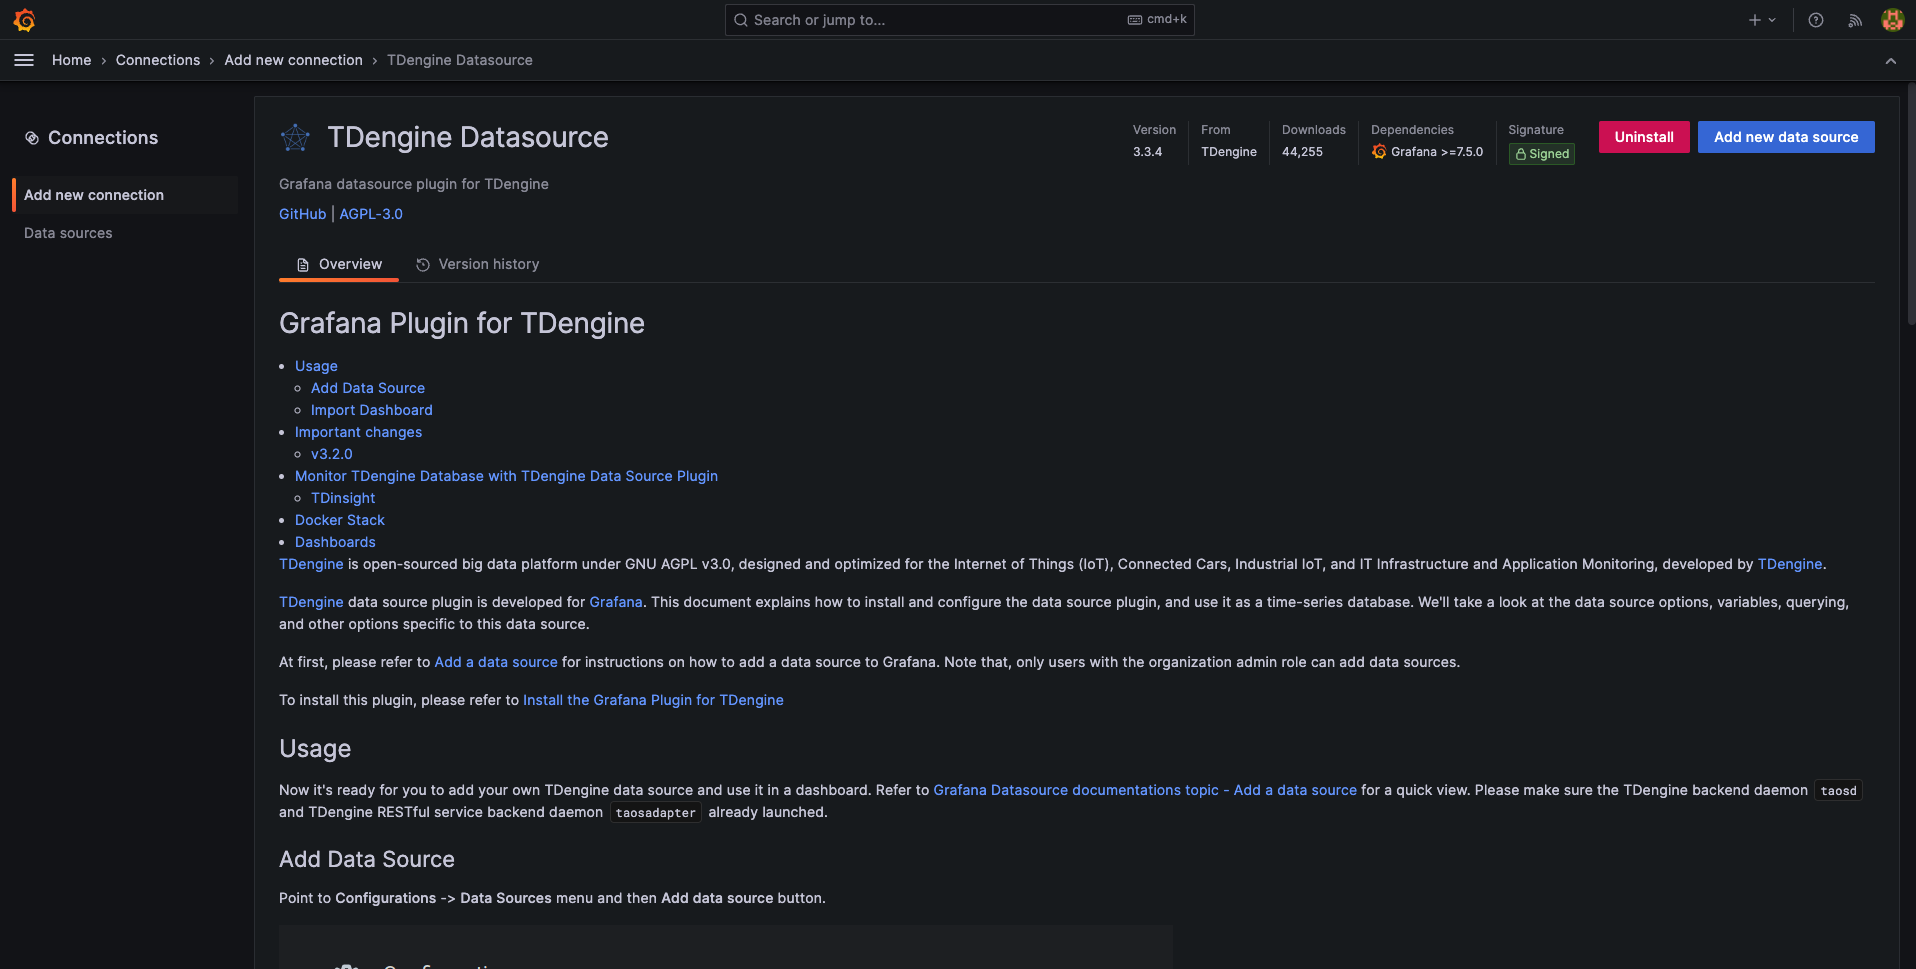 Search or jump to...
cmd+k
Home
Connections
Add new connection
TDengine Datasource
Connections
Add new connection
Data sources
TDengine Datasource
Grafana datasource plugin for TDengine
GitHub | AGPL-3.0
Version
3.3.4
From
TDengine
Downloads
44,255
Dependencies
Grafana >=7.5.0
Signature
Signed
Uninstall
Add new data source
Overview
Version history
Grafana Plugin for TDengine
Usage
Add Data Source
Import Dashboard
Important changes
v3.2.0
Monitor TDengine Database with TDengine Data Source Plugin
TDinsight
Docker Stack
Dashboards
TDengine is open-sourced big data platform under GNU AGPL v3.0, designed and optimized for the Internet of Things (IoT), Connected Cars, Industrial IoT, and IT Infrastructure and Application Monitoring, developed by TDengine.
TDengine data source plugin is developed for Grafana. This document explains how to install and configure the data source plugin, and use it as a time-series database. We'll take a look at the data source options, variables, querying,
and other options specific to this data source.
At first, please refer to Add a data source for instructions on how to add a data source to Grafana. Note that, only users with the organization admin role can add data sources.
To install this plugin, please refer to Install the Grafana Plugin for TDengine
Usage
Now it's ready for you to add your own TDengine data source and use it in a dashboard. Refer to Grafana Datasource documentations topic - Add a data source for a quick view. Please make sure the TDengine backend daemon taosd
and TDengine RESTful service backend daemon taosadapter already launched.
Add Data Source
Point to Configurations -> Data Sources menu and then Add data source button.